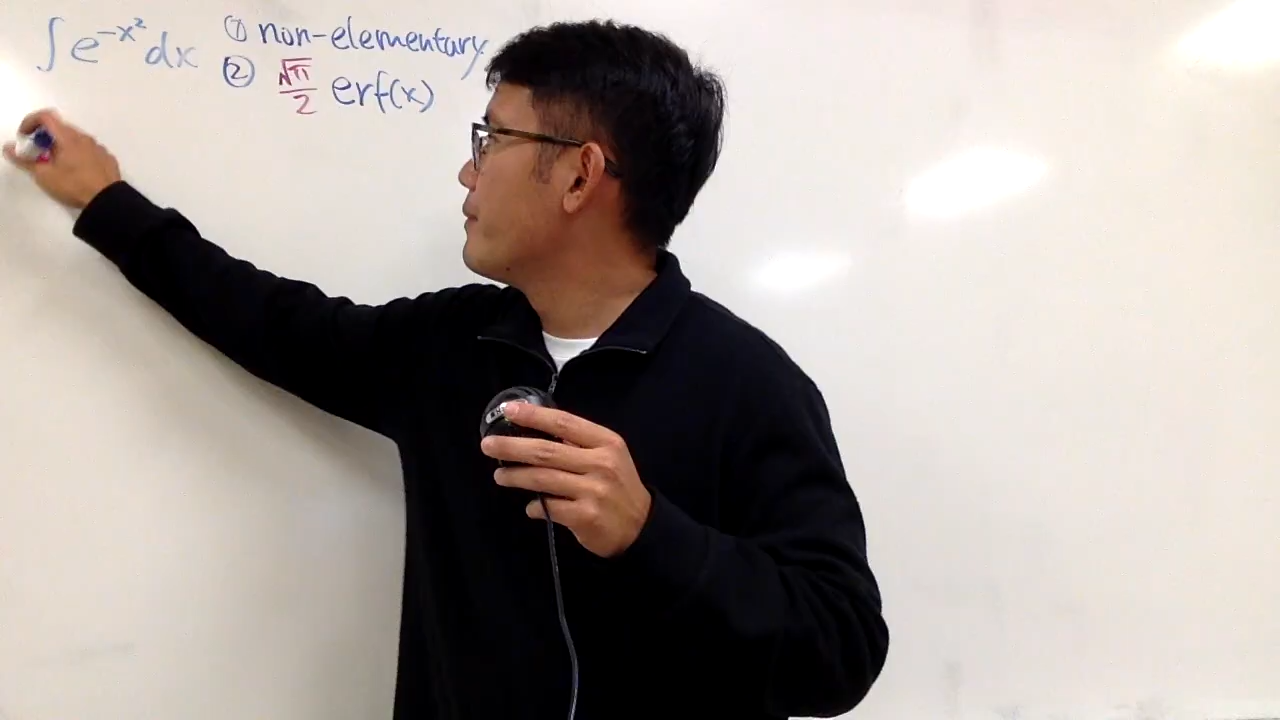 ∫e^{-x²}dx ① non-elementary
② √π/2 erf(x)